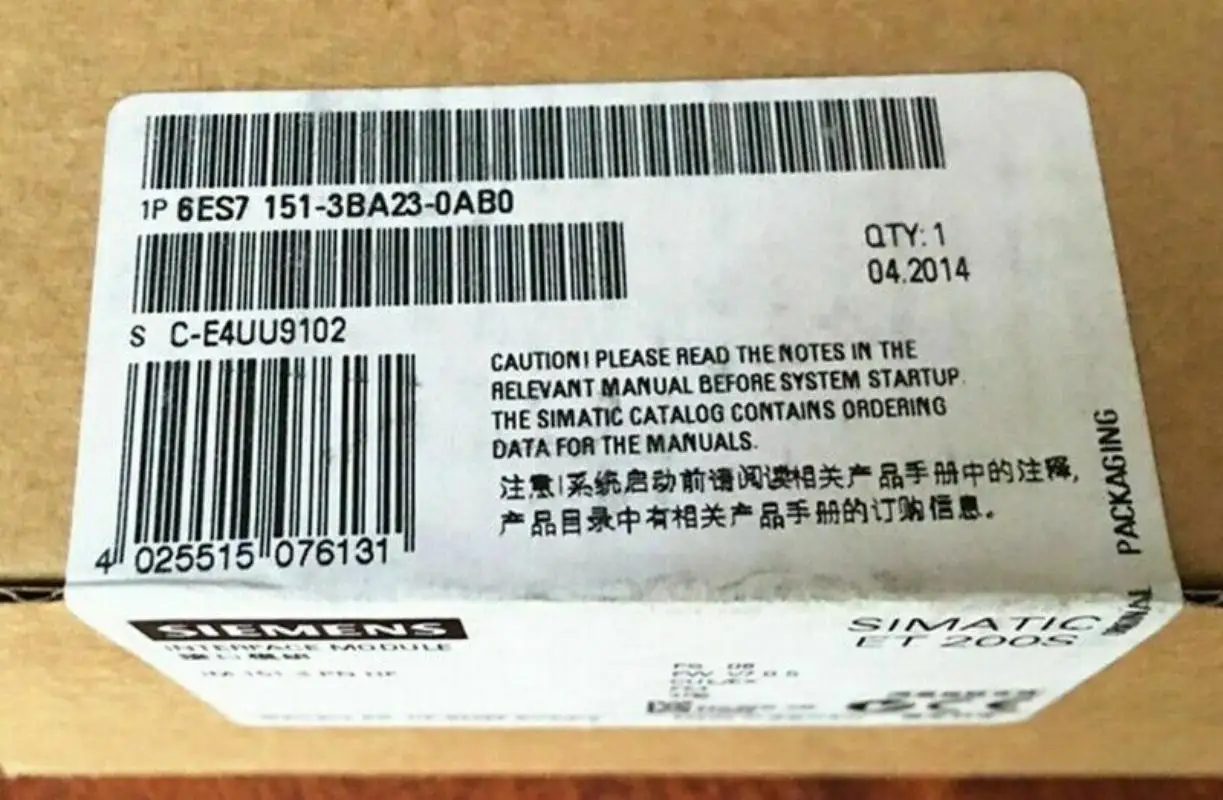 1P 6ES7 151-3BA23-0AB0
QTY: 1
04.2014
S C-E4UU9102
CAUTION! PLEASE READ THE NOTES IN THE
RELEVANT MANUAL BEFORE SYSTEM STARTUP.
THE SIMATIC CATALOG CONTAINS ORDERING
DATA FOR THE MANUALS.
注意!系统启动前请阅读相关产品手册中的注释,
产品目录中有相关产品手册的订购信息。
PACKAGING
4 025515 076131
SIEMENS
INTERFACE MODULE
SIMATIC
ET 200S